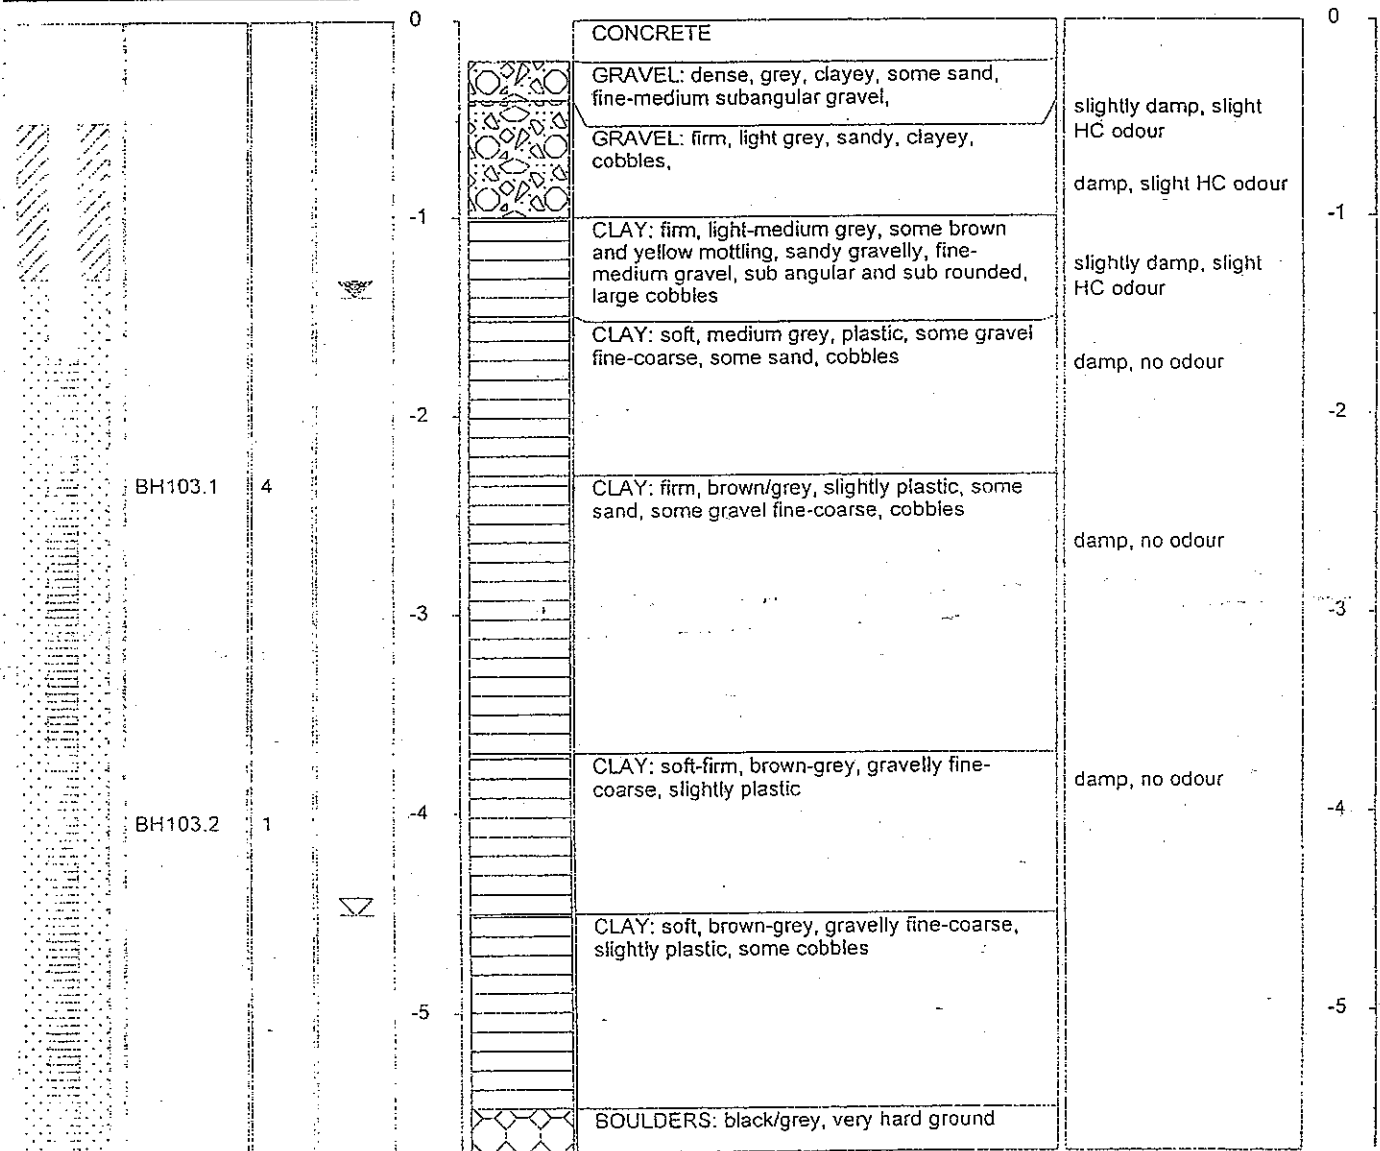 0
0
CONCRETE
GRAVEL: dense, grey, clayey, some sand,
fine-medium subangular gravel,
slightly damp, slight
HC odour
GRAVEL: firm, light grey, sandy, clayey,
cobbles,
damp, slight HC odour
-1
-1
CLAY: firm, light-medium grey, some brown
and yellow mottling, sandy gravelly, fine-
medium gravel, sub angular and sub rounded,
large cobbles
slightly damp, slight
HC odour
CLAY: soft, medium grey, plastic, some gravel
fine-coarse, some sand, cobbles
damp, no odour
-2
-2
BH103.1 4
CLAY: firm, brown/grey, slightly plastic, some
sand, some gravel fine-coarse, cobbles
damp, no odour
-3
-3
CLAY: soft-firm, brown-grey, gravelly fine-
coarse, slightly plastic
damp, no odour
-4
-4
BH103.2 1
CLAY: soft, brown-grey, gravelly fine-coarse,
slightly plastic, some cobbles
-5
-5
BOULDERS: black/grey, very hard ground